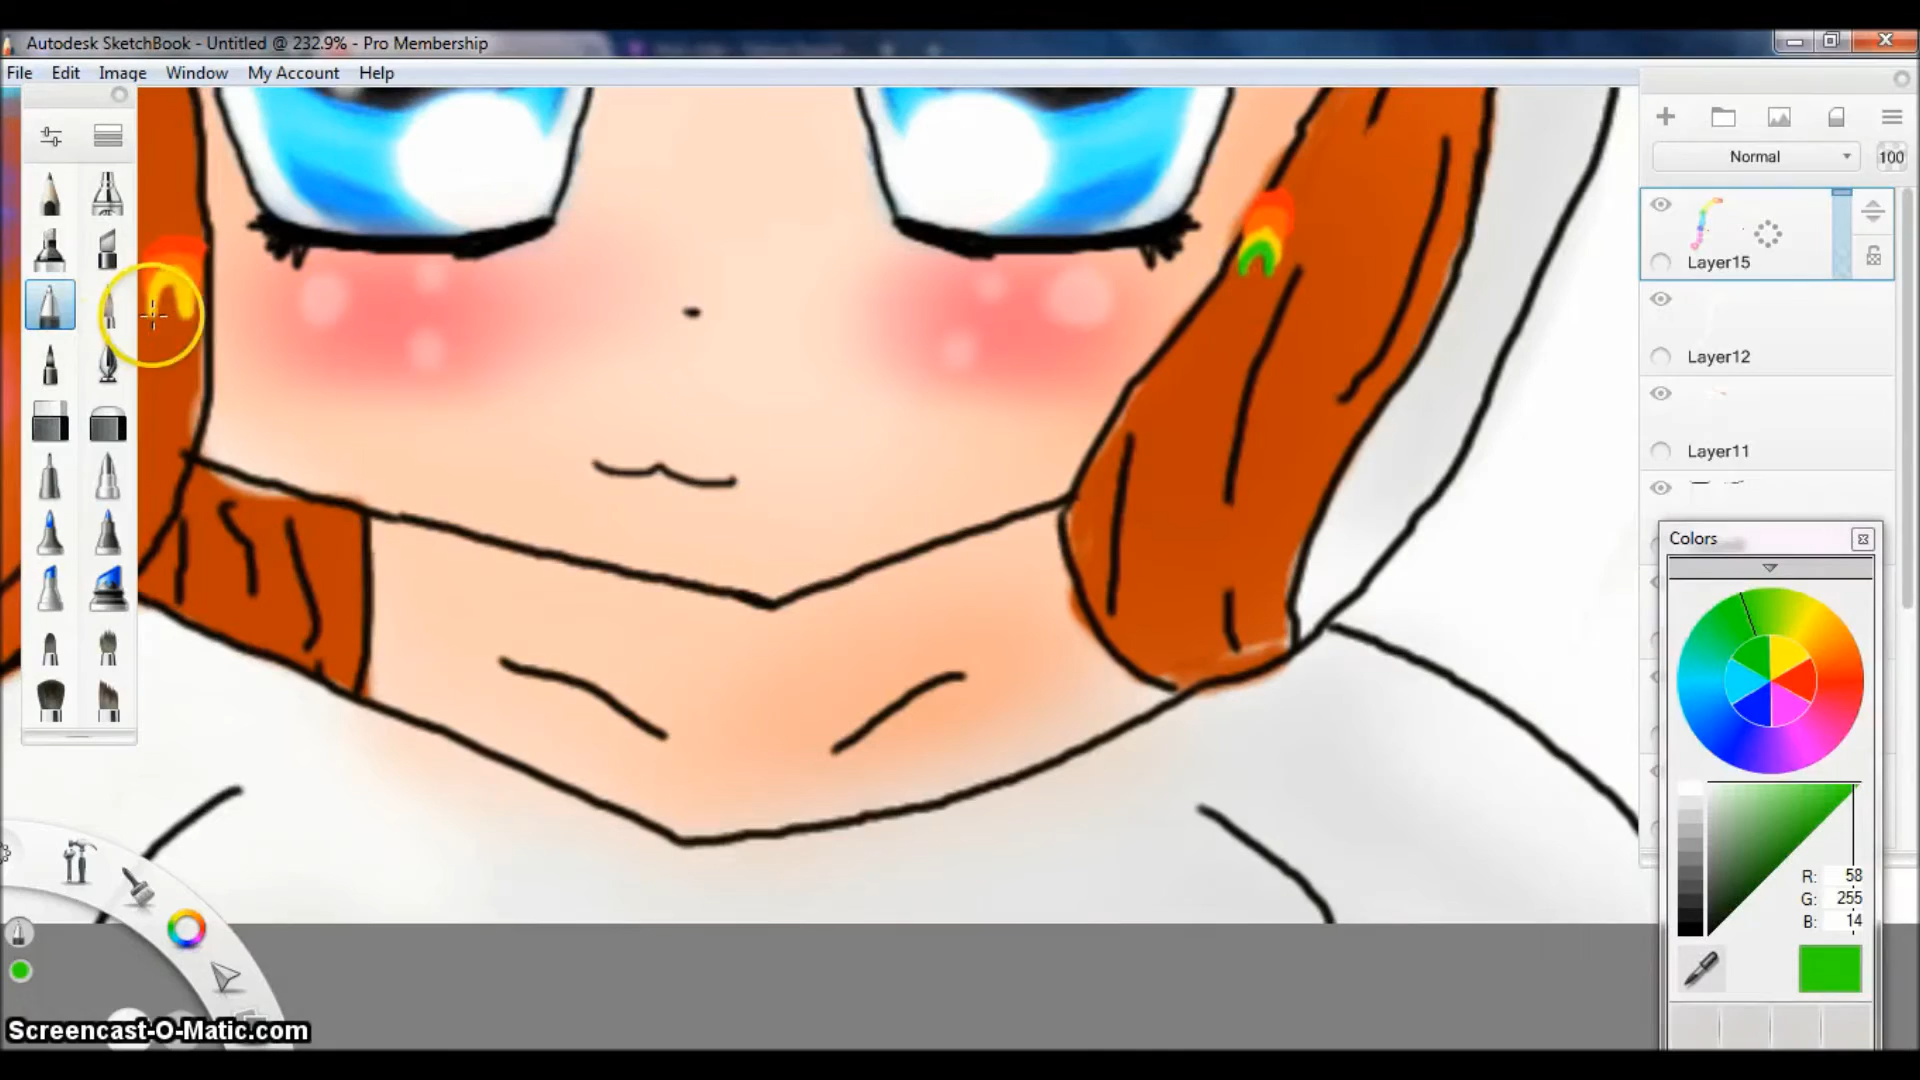 Autodesk SketchBook - Untitled @ 232.9% - Pro Membership
File Edit Image Window My Account Help
Normal 100
Layer15
Layer12
Layer11
Colors
R: 58
G: 255
B: 14
Screencast-O-Matic.com